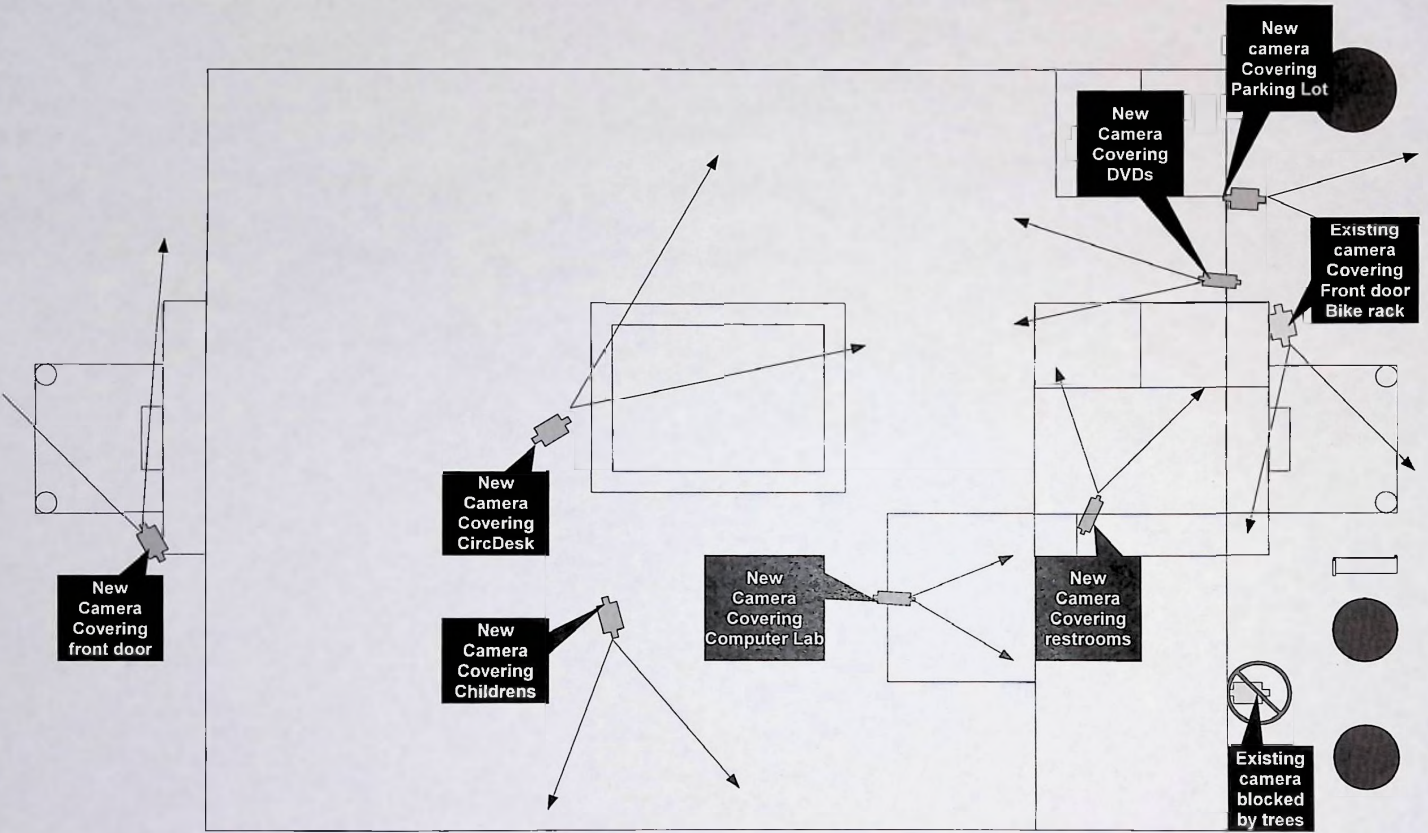 New
camera
Covering
Parking Lot
New
Camera
Covering
DVDs
Existing
camera
Covering
Front door
Bike rack
New
Camera
Covering
CircDesk
New
Camera
Covering
front door
New
Camera
Covering
Computer Lab
New
Camera
Covering
restrooms
New
Camera
Covering
Childrens
Existing
camera
blocked
by trees